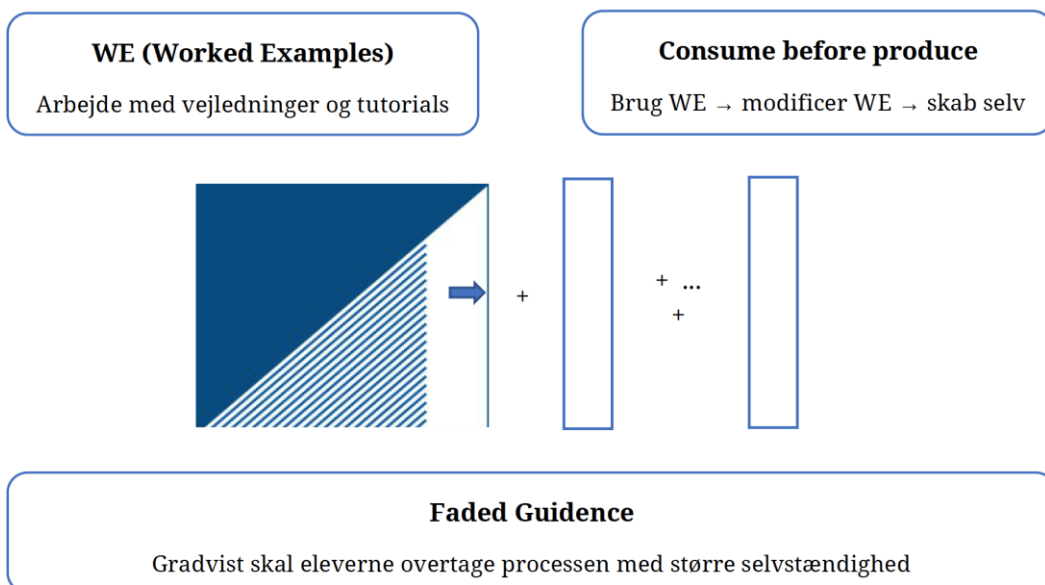 WE (Worked Examples)
Arbejde med vejledninger og tutorials
Consume before produce
Brug WE → modificer WE → skab selv
+
+ ...
+
Faded Guidence
Gradvist skal eleverne overtage processen med større selvstændighed